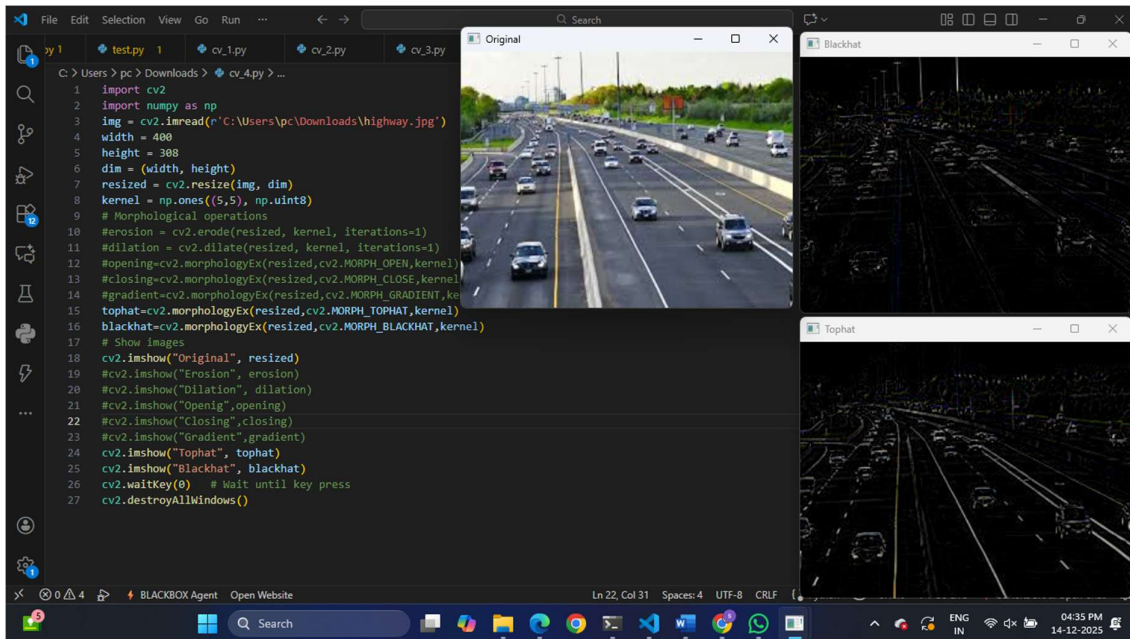 File Edit Selection View Go Run ... Search
py 1 test.py 1 cv_1.py cv_2.py cv_3.py
C: > Users > pc > Downloads > cv_4.py > ...
1 import cv2
2 import numpy as np
3 img = cv2.imread(r'C:\Users\pc\Downloads\highway.jpg')
4 width = 400
5 height = 308
6 dim = (width, height)
7 resized = cv2.resize(img, dim)
8 kernel = np.ones((5,5), np.uint8)
9 # Morphological operations
10 #erosion = cv2.erode(resized, kernel, iterations=1)
11 #dilation = cv2.dilate(resized, kernel, iterations=1)
12 #opening=cv2.morphologyEx(resized,cv2.MORPH_OPEN,kernel)
13 #closing=cv2.morphologyEx(resized,cv2.MORPH_CLOSE,kernel
14 #gradient=cv2.morphologyEx(resized,cv2.MORPH_GRADIENT,ke
15 tophat=cv2.morphologyEx(resized,cv2.MORPH_TOPHAT,kernel)
16 blackhat=cv2.morphologyEx(resized,cv2.MORPH_BLACKHAT,kernel)
17 # Show images
18 cv2.imshow("Original", resized)
19 #cv2.imshow("Erosion", erosion)
20 #cv2.imshow("Dilation", dilation)
21 #cv2.imshow("Openig",opening)
22 #cv2.imshow("Closing",closing)
23 #cv2.imshow("Gradient",gradient)
24 cv2.imshow("Tophat", tophat)
25 cv2.imshow("Blackhat", blackhat)
26 cv2.waitKey(0) # Wait until key press
27 cv2.destroyAllWindows()
Original
Blackhat
Tophat
1
12
1
0 4 BLACKBOX Agent Open Website Ln 22, Col 31 Spaces: 4 UTF-8 CRLF {
5 Search 5 ENG IN 04:35 PM
14-12-2025